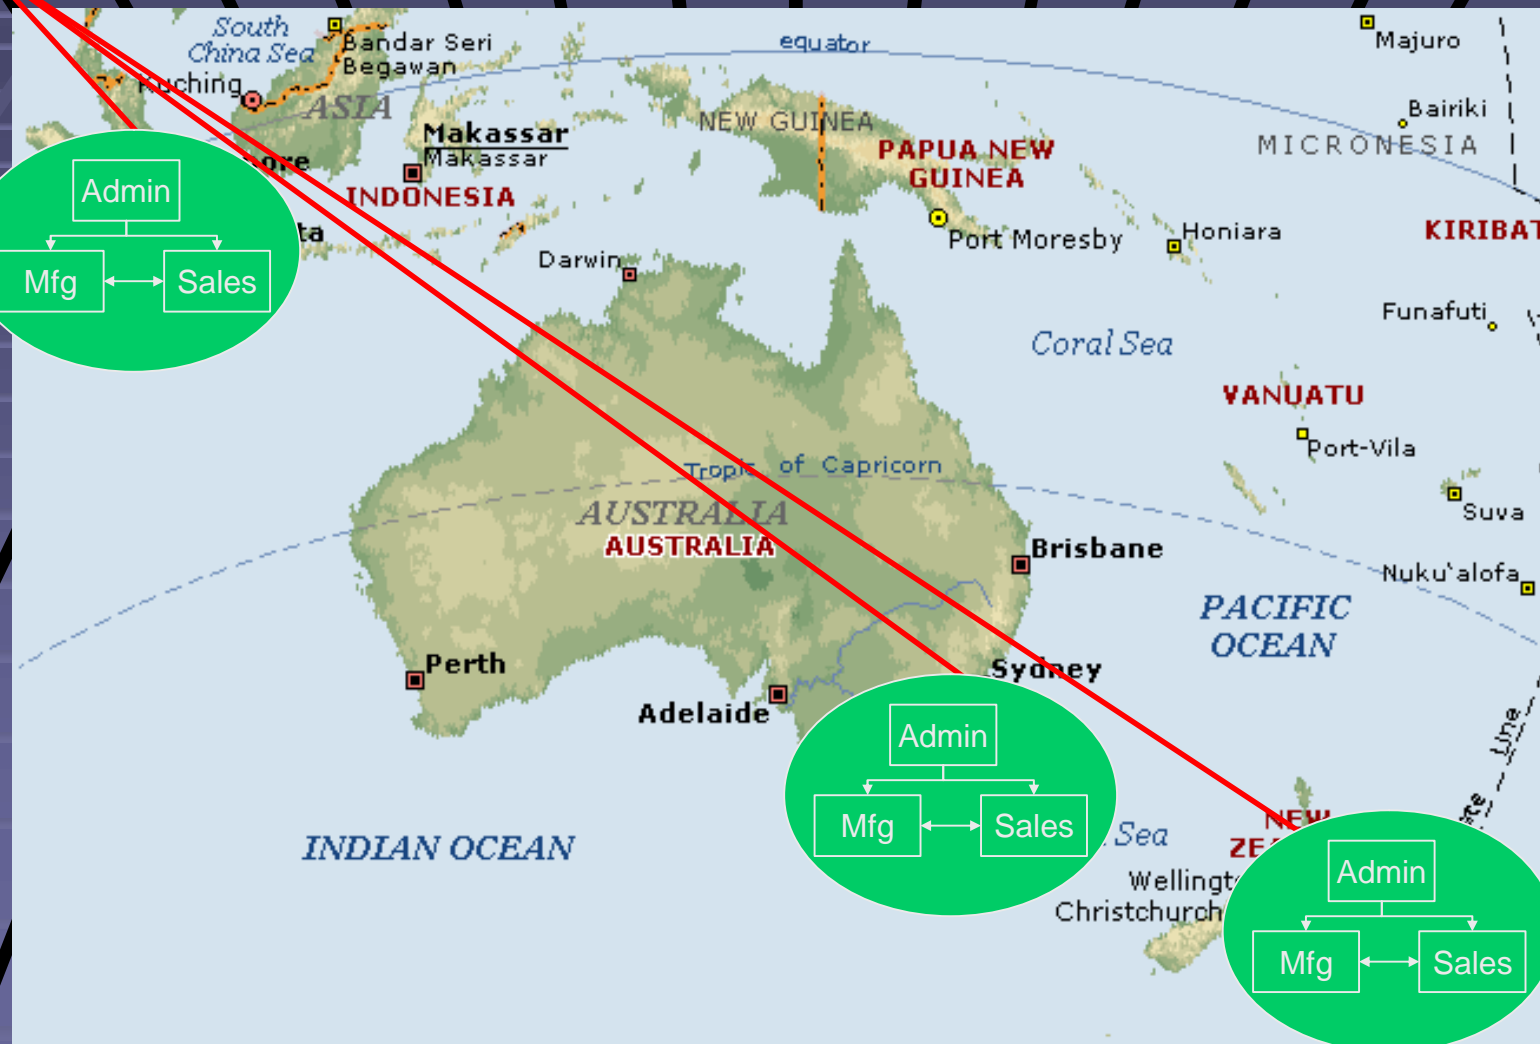 South
China Sea
Bandar Seri
Begawan
equator
Majuro
Kuching
ASIA
Makassar
Makassar
NEW GUINEA
PAPUA NEW
GUINEA
Bairiki
MICRONESIA
INDONESIA
Port Moresby
Honiara
Darwin
Admin
Mfg
Sales
Funafuti
Coral Sea
VANUATU
Port-Vila
Tropic of Capricorn
AUSTRALIA
AUSTRALIA
Suva
Brisbane
Nuku'alofa
PACIFIC
OCEAN
Perth
Sydney
Adelaide
Line
Admin
Mfg
Sales
INDIAN OCEAN
Sea
NEW
Christchurch
Admin
Mfg
Sales